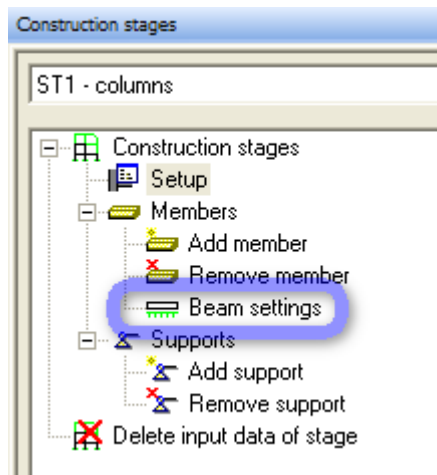 Construction stages
ST1 - columns
Construction stages
Setup
Members
Add member
Remove member
Beam settings
Supports
Add support
Remove support
Delete input data of stage